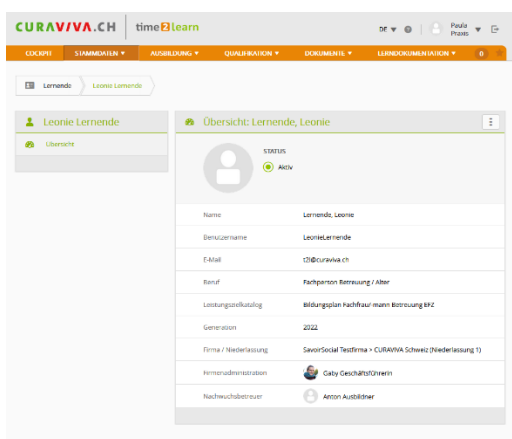 CURAVIVA.CH time2learn
DE Paula Praxis
COCKPIT STAMMDATEN AUSBILDUNG QUALIFIKATION DOKUMENTE LERNDOKUMENTATION 0
Lernende Leonie Lernende
Leonie Lernende
Übersicht
Übersicht: Lernende, Leonie
STATUS
Aktiv
Name Lernende, Leonie
Benutzername LeonieLernende
E-Mail t2l@curaviva.ch
Beruf Fachperson Betreuung / Alter
Leistungszielkatalog Bildungsplan Fachfrau/-mann Betreuung EFZ
Generation 2022
Firma / Niederlassung SavoirSocial Testfirma > CURAVIVA Schweiz (Niederlassung 1)
Firmenadministration Gaby Geschäftsführerin
Nachwuchsbetreuer Anton Ausbildner